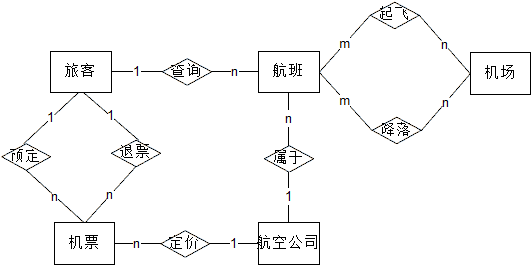 起飞
m n
旅客 1 查询 n 航班 机场
m n
降落
1 1 n
预定 退票 属于
n n 1
机票 n 定价 1 航空公司